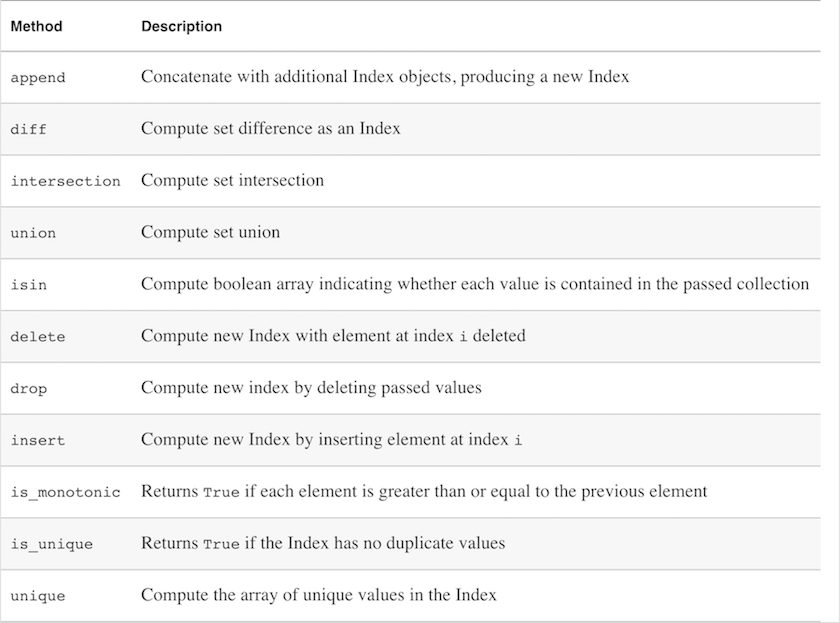 Method Description
append Concatenate with additional Index objects, producing a new Index
diff Compute set difference as an Index
intersection Compute set intersection
union Compute set union
isin Compute boolean array indicating whether each value is contained in the passed collection
delete Compute new Index with element at index i deleted
drop Compute new index by deleting passed values
insert Compute new Index by inserting element at index i
is_monotonic Returns True if each element is greater than or equal to the previous element
is_unique Returns True if the Index has no duplicate values
unique Compute the array of unique values in the Index